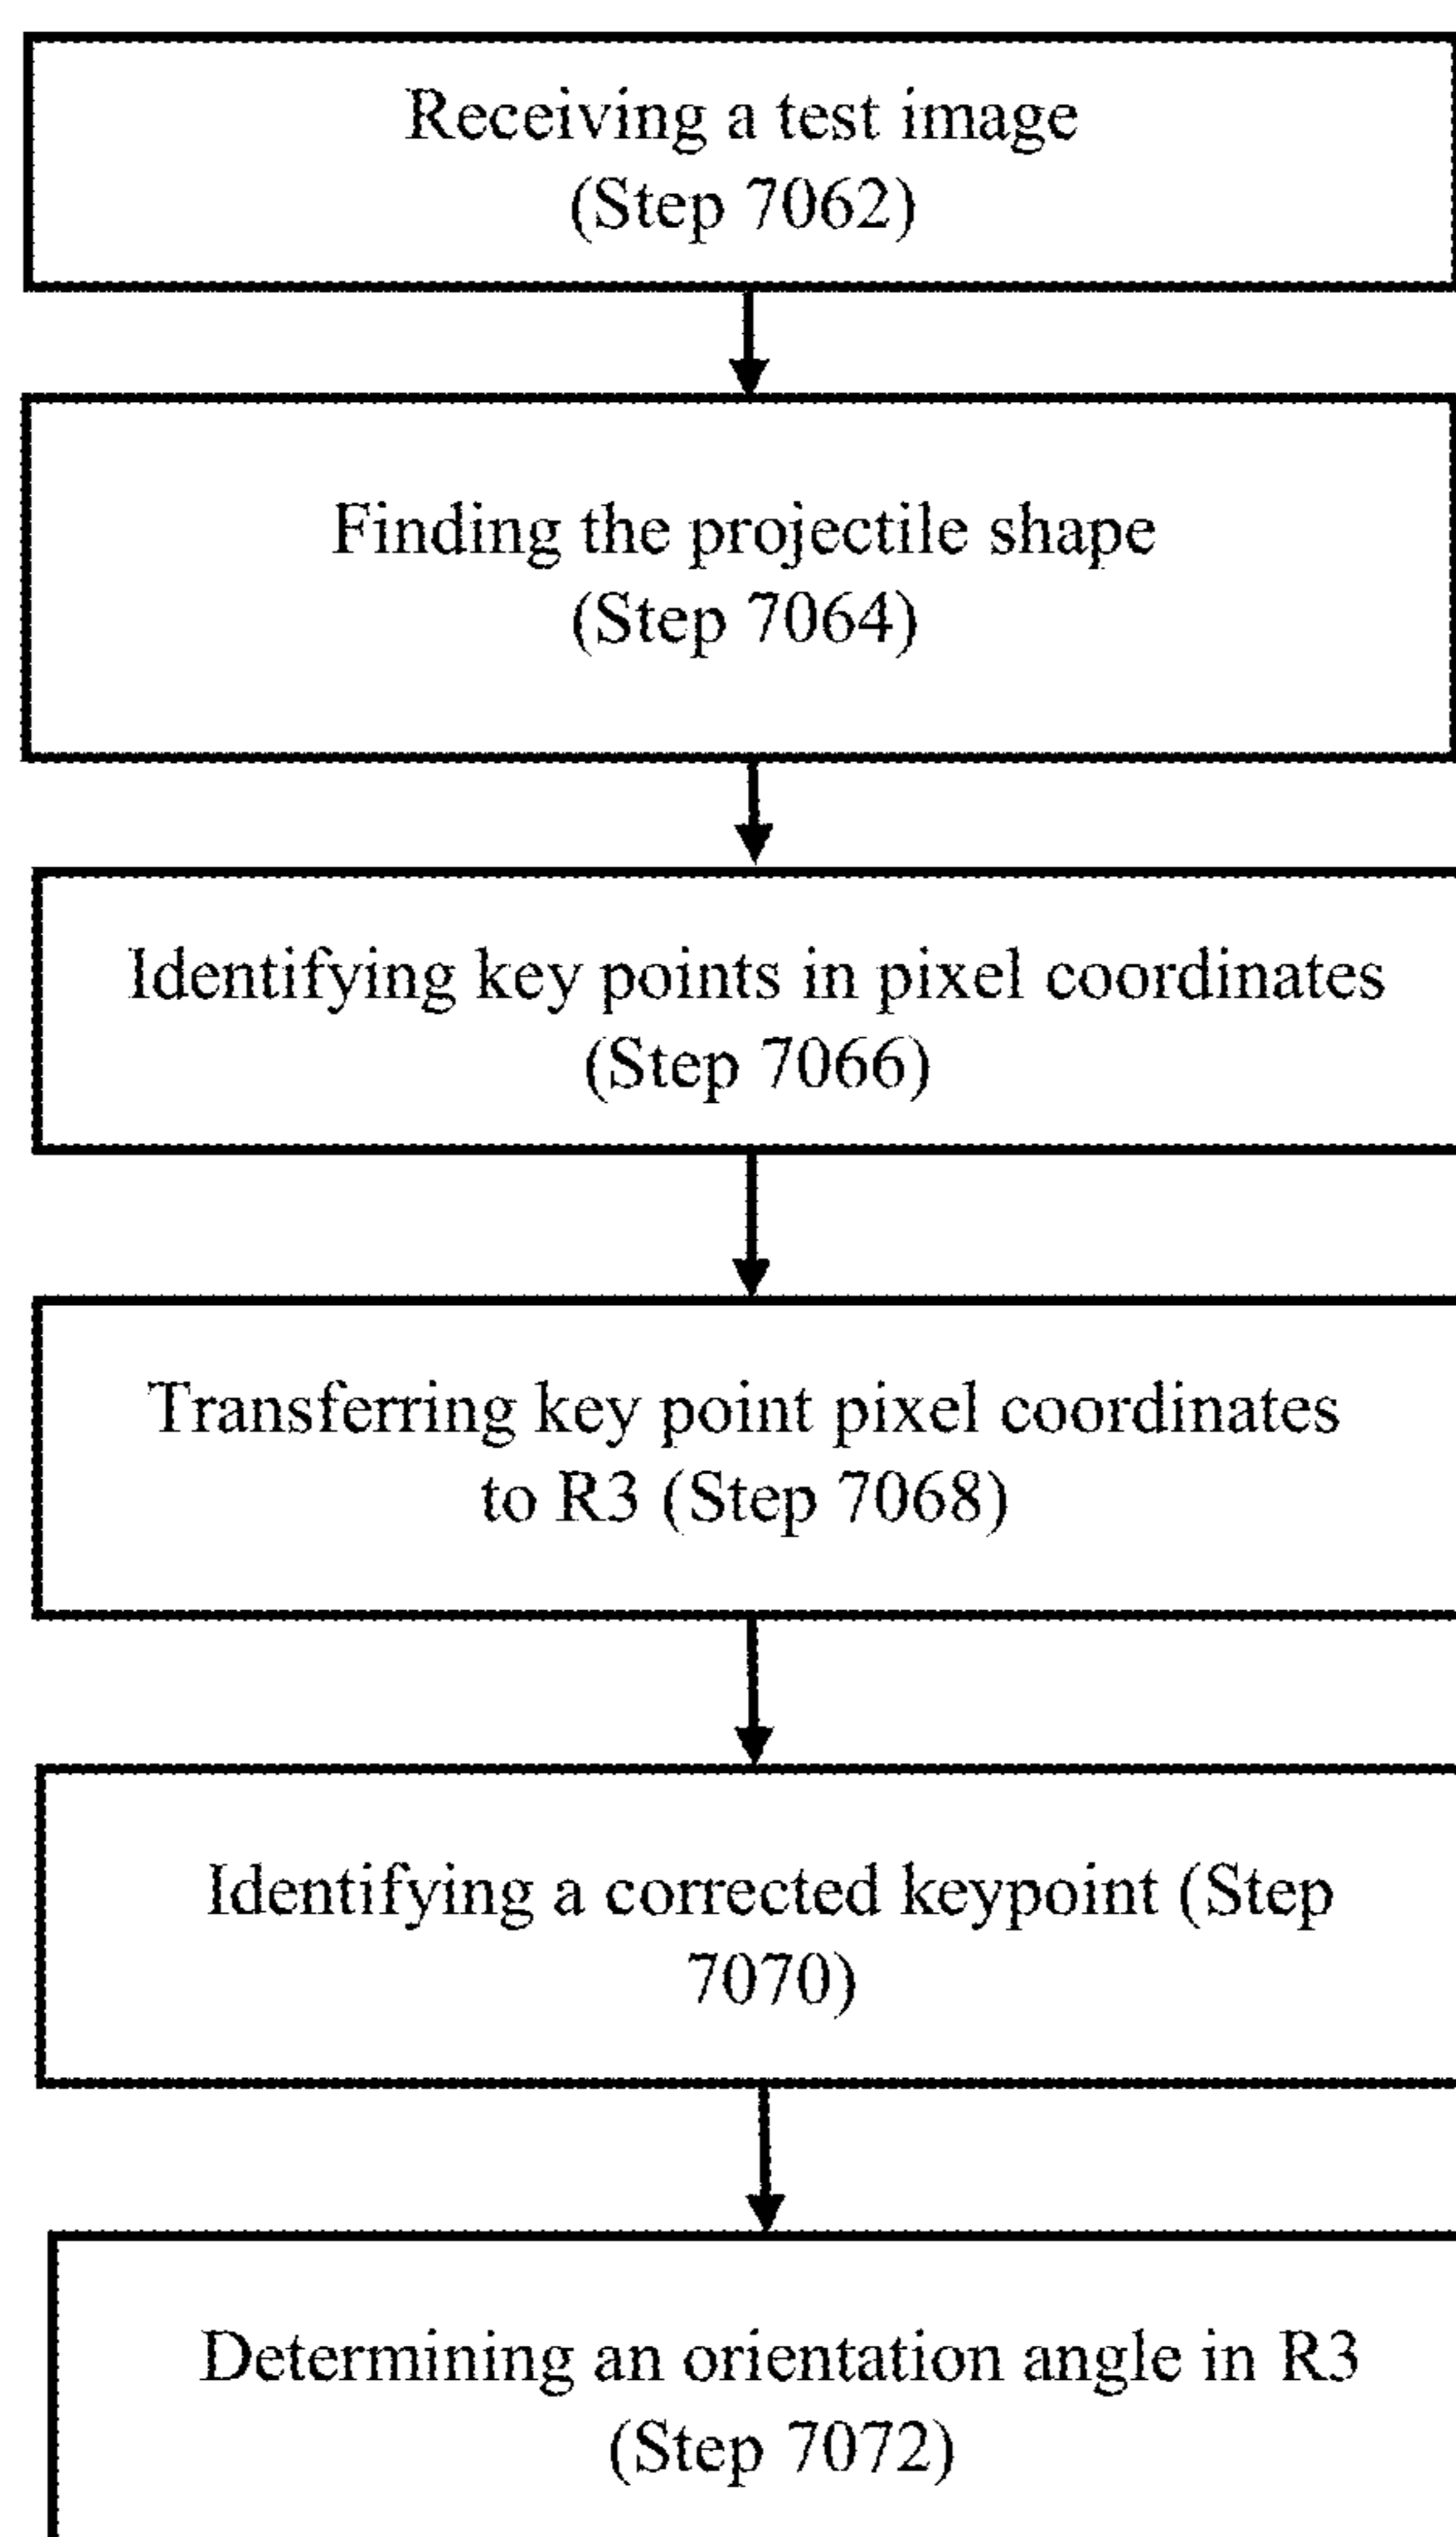 Receiving a test image
(Step 7062)
Finding the projectile shape
(Step 7064)
Identifying key points in pixel coordinates
(Step 7066)
Transferring key point pixel coordinates
to R3 (Step 7068)
Identifying a corrected keypoint (Step
7070)
Determining an orientation angle in R3
(Step 7072)